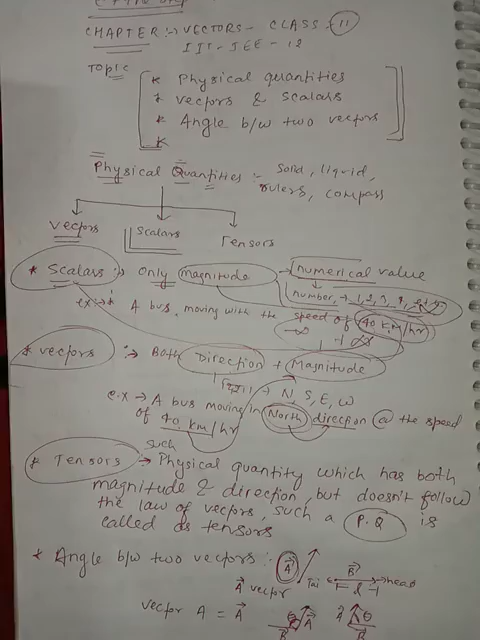 CHAPTER :- VECTORS - CLASS - 11
IIT-JEE-12
Topic
* Physical quantities
* Vectors & Scalars
* Angle b/w two vectors
*
Physical Quantities :- Solid, liquid,
rulers, compass
Vectors Scalars Tensors
* Scalars :- only magnitude → numerical value
number, → 1, 2, 3, 4,
ex :→ A bus, moving with the speed of 40 km/hr
* vectors :- Both Direction + Magnitude
→ N, S, E, W
e.x → A bus moving in North direction @ the speed
of 40 km/hr
such
* Tensors → Physical quantity which has both
magnitude & direction, but doesn't follow
the law of vectors, such a P.Q is
called as tensors
* Angle b/w two vectors :- A⃗ B⃗
A⃗ vector Tail head
vector A = A⃗ θ A⃗ A⃗ θ
B⃗ B⃗